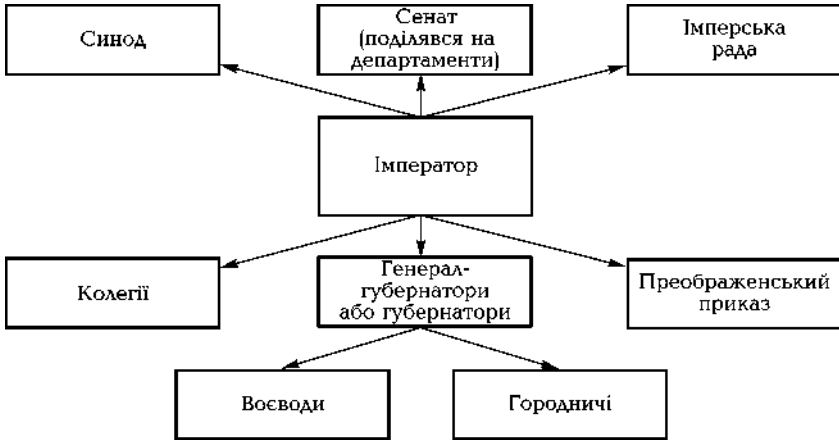 Синод
Сенат
(поділявся на
департаменти)
Імперська
рада
Імператор
Колегії
Генерал-
губернатори
або губернатори
Преображенський
приказ
Воєводи
Городничі